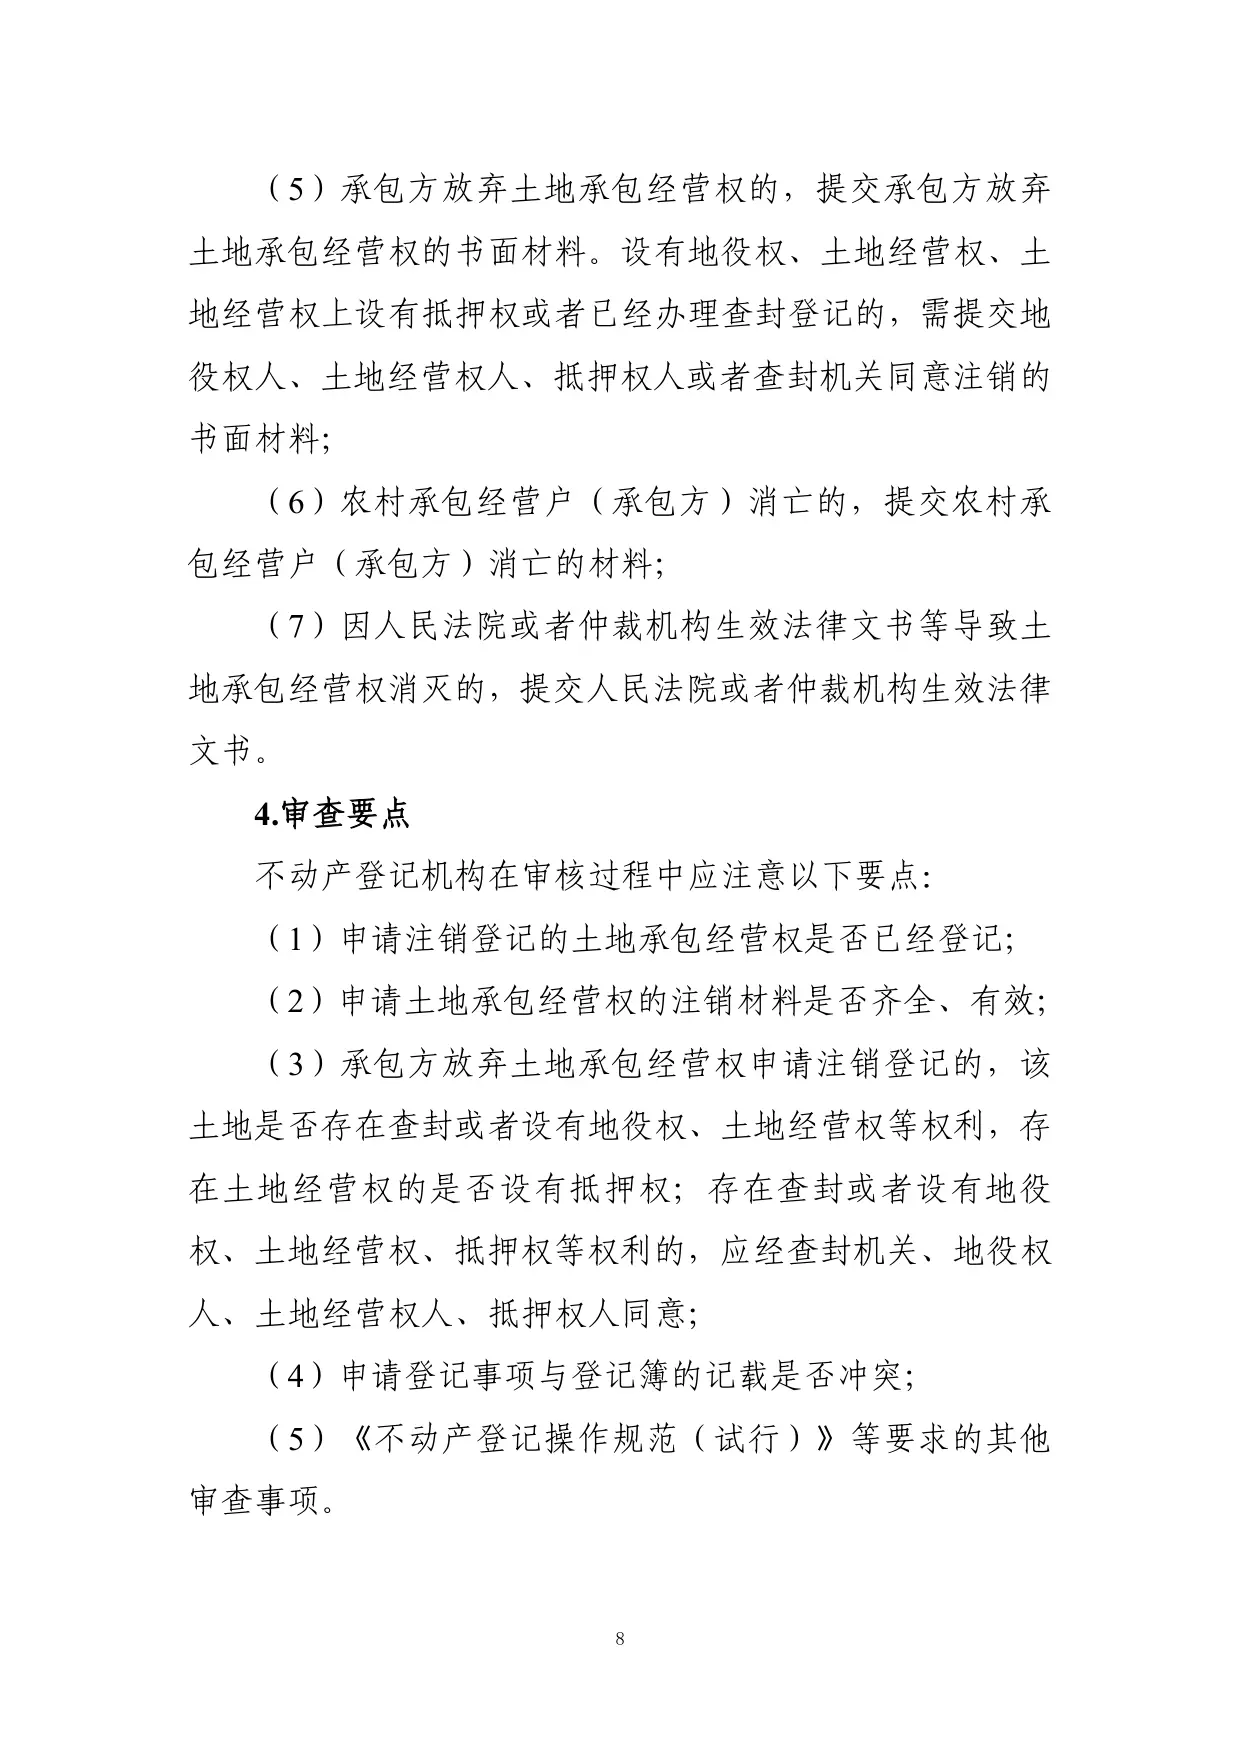 （5）承包方放弃土地承包经营权的，提交承包方放弃
土地承包经营权的书面材料。设有地役权、土地经营权、土
地经营权上设有抵押权或者已经办理查封登记的，需提交地
役权人、土地经营权人、抵押权人或者查封机关同意注销的
书面材料；
（6）农村承包经营户（承包方）消亡的，提交农村承
包经营户（承包方）消亡的材料；
（7）因人民法院或者仲裁机构生效法律文书等导致土
地承包经营权消灭的，提交人民法院或者仲裁机构生效法律
文书。
4.审查要点
不动产登记机构在审核过程中应注意以下要点：
（1）申请注销登记的土地承包经营权是否已经登记；
（2）申请土地承包经营权的注销材料是否齐全、有效；
（3）承包方放弃土地承包经营权申请注销登记的，该
土地是否存在查封或者设有地役权、土地经营权等权利，存
在土地经营权的是否设有抵押权；存在查封或者设有地役
权、土地经营权、抵押权等权利的，应经查封机关、地役权
人、土地经营权人、抵押权人同意；
（4）申请登记事项与登记簿的记载是否冲突；
（5）《不动产登记操作规范（试行）》等要求的其他
审查事项。
8